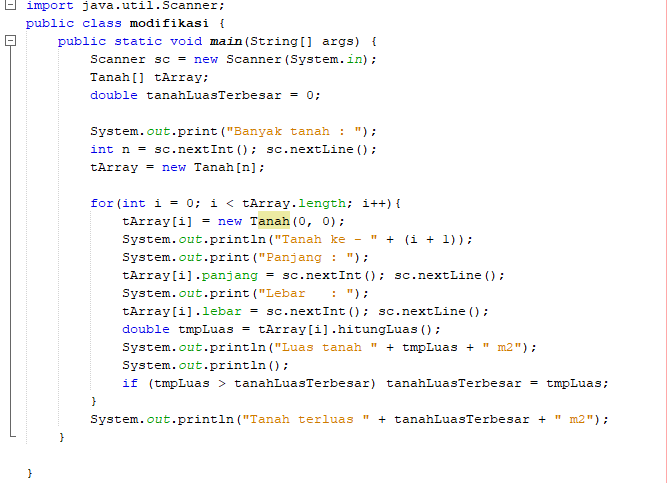 import java.util.Scanner;
public class modifikasi {
    public static void main(String[] args) {
        Scanner sc = new Scanner(System.in);
        Tanah[] tArray;
        double tanahLuasTerbesar = 0;

        System.out.print("Banyak tanah : ");
        int n = sc.nextInt(); sc.nextLine();
        tArray = new Tanah[n];

        for(int i = 0; i < tArray.length; i++){
            tArray[i] = new Tanah(0, 0);
            System.out.println("Tanah ke - " + (i + 1));
            System.out.print("Panjang : ");
            tArray[i].panjang = sc.nextInt(); sc.nextLine();
            System.out.print("Lebar   : ");
            tArray[i].lebar = sc.nextInt(); sc.nextLine();
            double tmpLuas = tArray[i].hitungLuas();
            System.out.println("Luas tanah " + tmpLuas + " m2");
            System.out.println();
            if (tmpLuas > tanahLuasTerbesar) tanahLuasTerbesar = tmpLuas;
        }
        System.out.println("Tanah terluas " + tanahLuasTerbesar + " m2");
    }

}